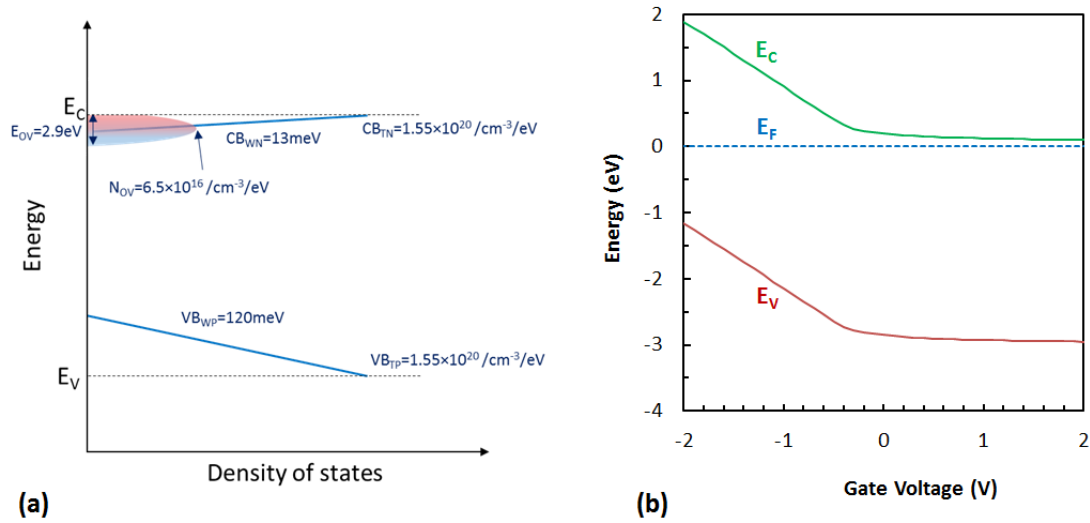 E_C
E_OV=2.9eV
CB_WN=13meV
CB_TN=1.55×10^20/cm^-3/eV
N_OV=6.5×10^16/cm^-3/eV
Energy
VB_WP=120meV
VB_TP=1.55×10^20/cm^-3/eV
E_V
Density of states
(a)
2
1
0
-1
-2
-3
-4
Energy (eV)
E_C
E_F
E_V
-2
-1
0
1
2
Gate Voltage (V)
(b)